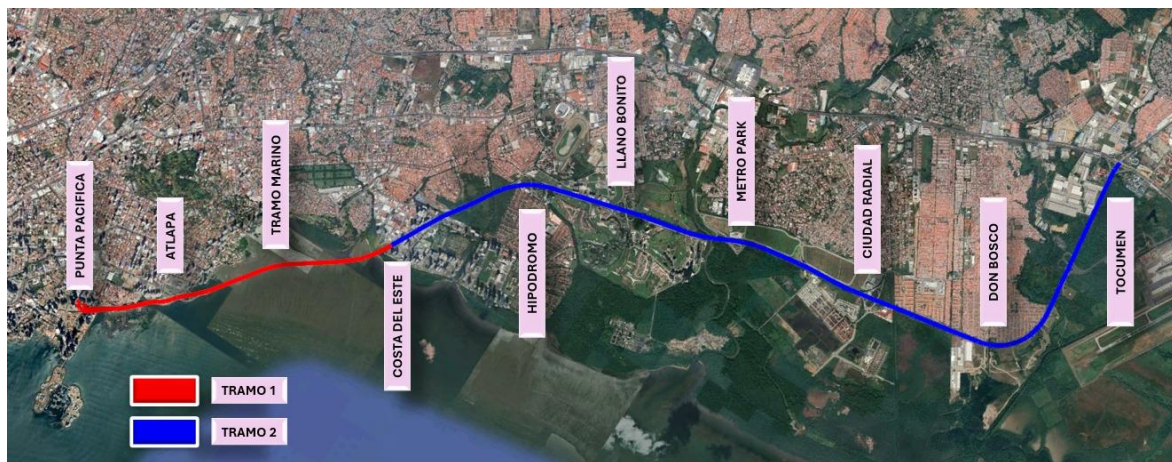 PUNTA PACIFICA
ATLAPA
TRAMO MARINO
COSTA DEL ESTE
HIPODROMO
LLANO BONITO
METRO PARK
CIUDAD RADIAL
DON BOSCO
TOCUMEN
TRAMO 1
TRAMO 2